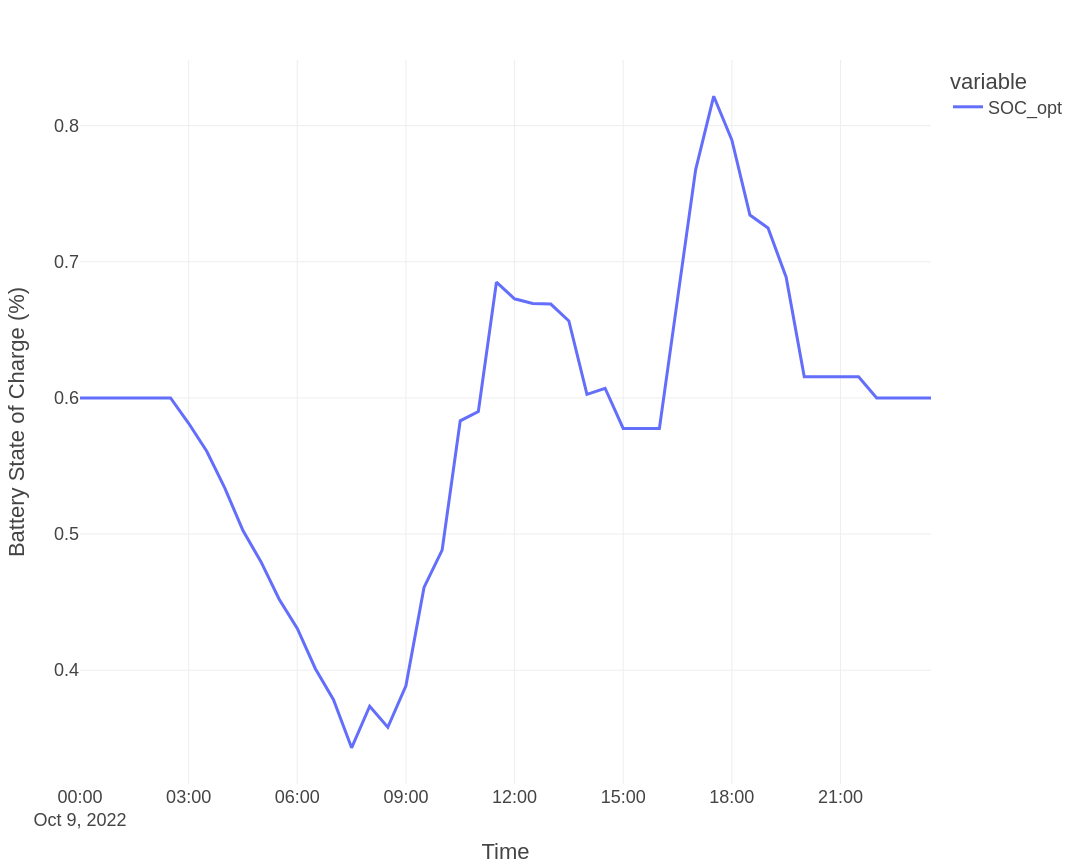 variable
SOC_opt
0.8
0.7
0.6
0.5
0.4
Battery State of Charge (%)
00:00 03:00 06:00 09:00 12:00 15:00 18:00 21:00
Oct 9, 2022
Time